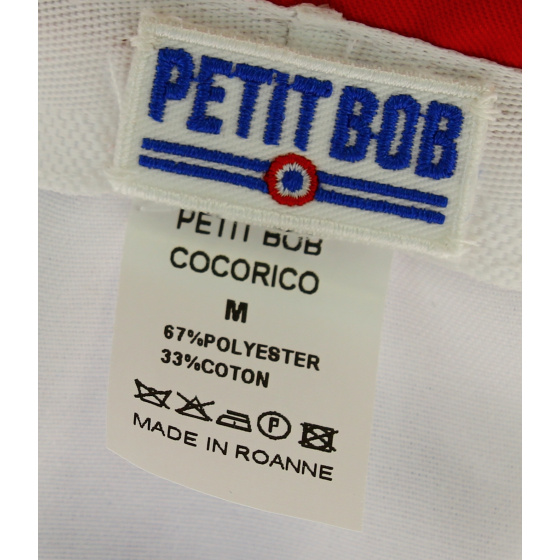 PETIT BOB
PETIT BOB
COCORICO
M
67%POLYESTER
33%COTON
P
MADE IN ROANNE